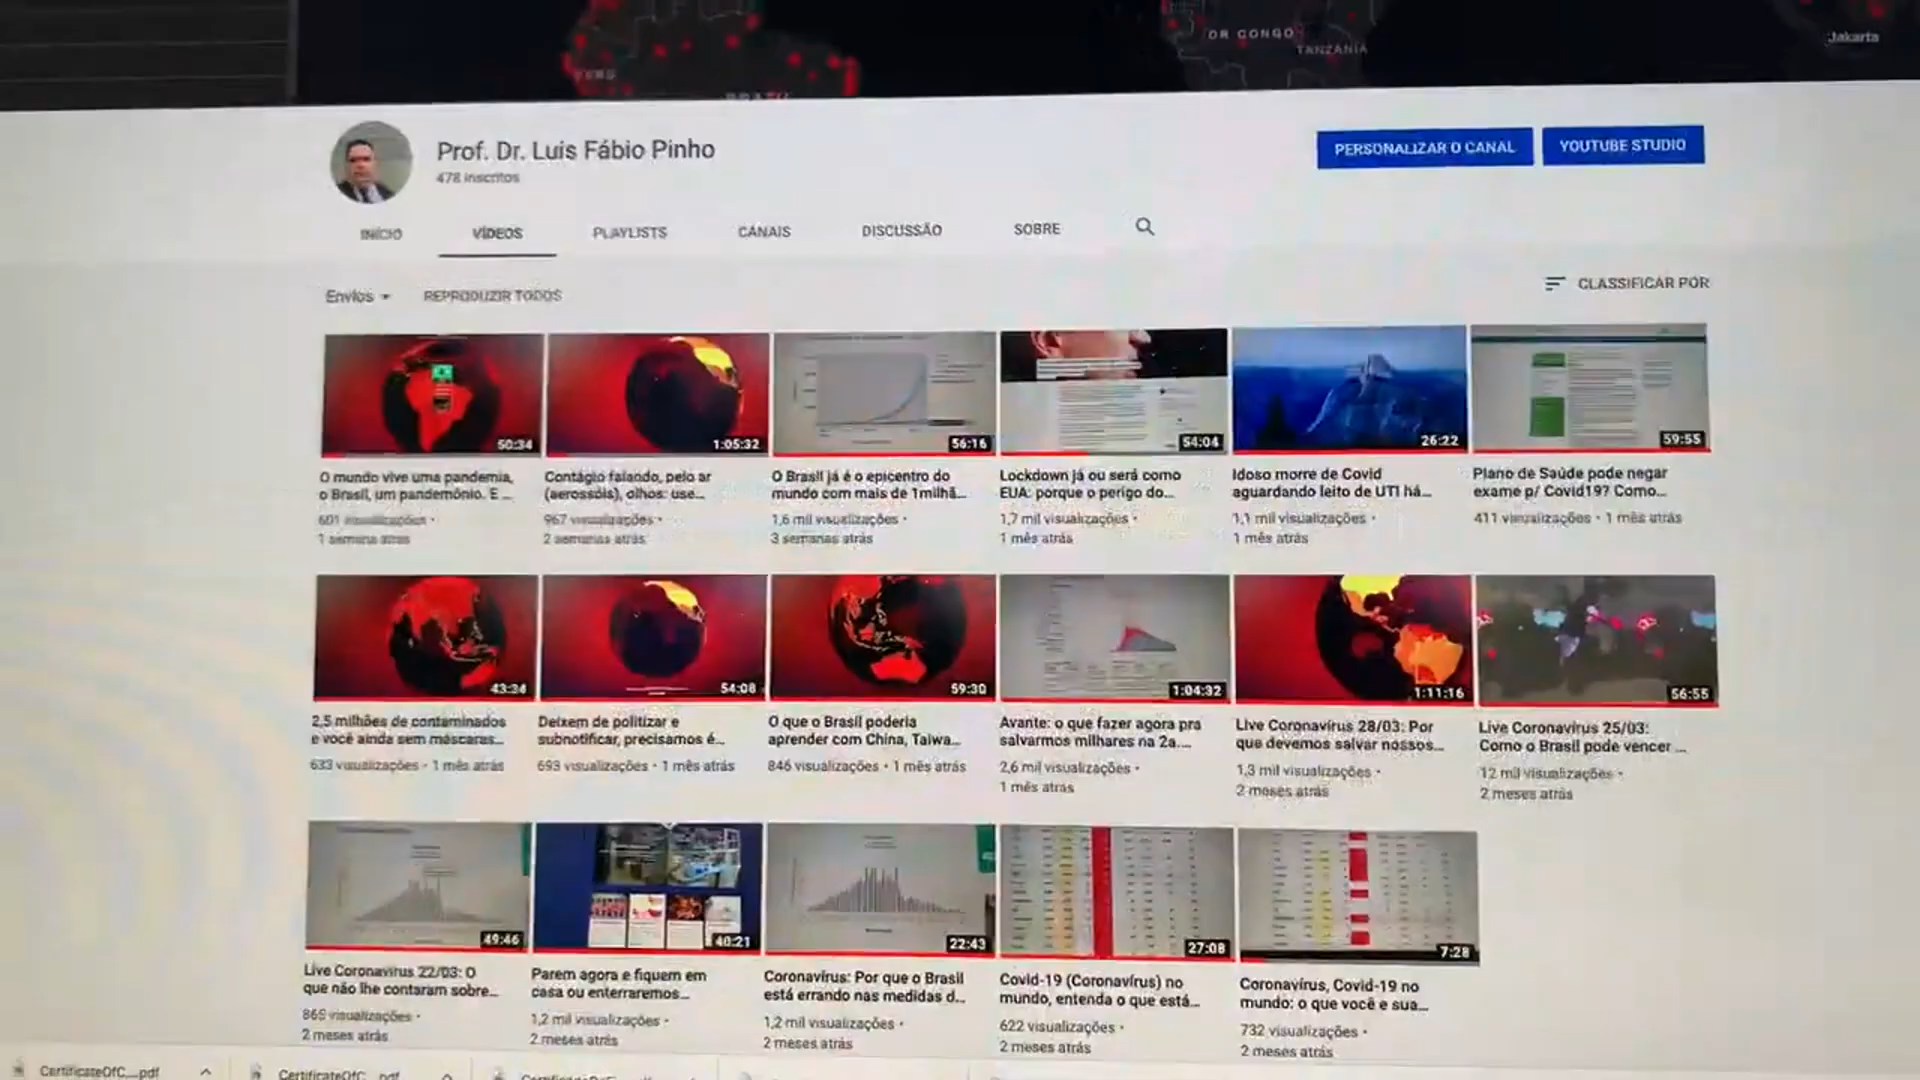 DR CONGO
TANZANIA
Jakarta
PERU
BRAZIL
Prof. Dr. Luís Fábio Pinho
478 inscritos
PERSONALIZAR O CANAL
YOUTUBE STUDIO
INÍCIO
VÍDEOS
PLAYLISTS
CANAIS
DISCUSSÃO
SOBRE
Envios
REPRODUZIR TODOS
CLASSIFICAR POR
50:34
1:05:32
56:16
54:04
26:22
59:55
O mundo vive uma pandemia,
o Brasil, um pandemônio. E ...
601 visualizações •
1 semana atrás
Contágio falando, pelo ar
(aerossóis), olhos: use...
967 visualizações •
2 semanas atrás
O Brasil já é o epicentro do
mundo com mais de 1milhã...
1,6 mil visualizações •
3 semanas atrás
Lockdown já ou será como
EUA: porque o perigo do...
1,7 mil visualizações •
1 mês atrás
Idoso morre de Covid
aguardando leito de UTI há...
1,1 mil visualizações •
1 mês atrás
Plano de Saúde pode negar
exame p/ Covid19? Como...
411 visualizações • 1 mês atrás
43:34
54:08
59:30
1:04:32
1:11:16
56:55
2,5 milhões de contaminados
e você ainda sem máscaras...
633 visualizações • 1 mês atrás
Deixem de politizar e
subnotificar, precisamos é...
693 visualizações • 1 mês atrás
O que o Brasil poderia
aprender com China, Taiwa...
846 visualizações • 1 mês atrás
Avante: o que fazer agora pra
salvarmos milhares na 2a....
2,6 mil visualizações •
1 mês atrás
Live Coronavírus 28/03: Por
que devemos salvar nossos...
1,3 mil visualizações •
2 meses atrás
Live Coronavírus 25/03:
Como o Brasil pode vencer ...
12 mil visualizações •
2 meses atrás
49:46
40:21
22:43
27:08
7:28
Live Coronavírus 22/03: O
que não lhe contaram sobre...
865 visualizações •
2 meses atrás
Parem agora e fiquem em
casa ou enterraremos...
1,2 mil visualizações •
2 meses atrás
Coronavírus: Por que o Brasil
está errando nas medidas d...
1,2 mil visualizações •
2 meses atrás
Covid-19 (Coronavírus) no
mundo, entenda o que está...
622 visualizações •
2 meses atrás
Coronavírus, Covid-19 no
mundo: o que você e sua...
732 visualizações •
2 meses atrás
CertificateOfC....pdf
CertificateOfC....pdf